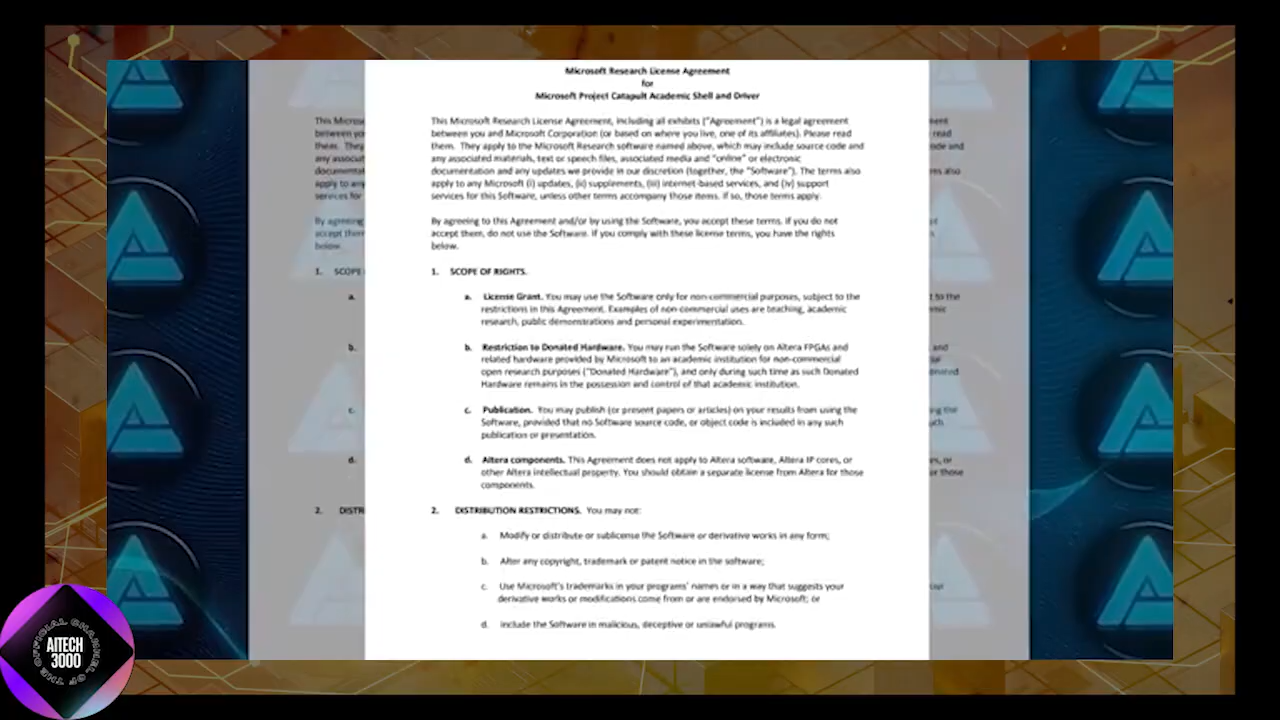 Microsoft Research License Agreement
for
Microsoft Project Catapult Academic Shell and Driver
This Microsoft Research License Agreement, including all exhibits ("Agreement") is a legal agreement
between you and Microsoft Corporation (or based on where you live, one of its affiliates). Please read
them. They apply to the Microsoft Research software named above, which may include source code and
any associated materials, text or speech files, associated media and "online" or electronic
documentation and any updates we provide in our discretion (together, the "Software"). The terms also
apply to any Microsoft (i) updates, (ii) supplements, (iii) internet-based services, and (iv) support
services for this Software, unless other terms accompany those items. If so, those terms apply.
By agreeing to this Agreement and/or by using the Software, you accept these terms. If you do not
accept them, do not use the Software. If you comply with these license terms, you have the rights
below.
1. SCOPE OF RIGHTS.
a. License Grant. You may use the Software only for non-commercial purposes, subject to the
restrictions in this Agreement. Examples of non-commercial uses are teaching, academic
research, public demonstrations and personal experimentation.
b. Restriction to Donated Hardware. You may run the Software solely on Altera FPGAs and
related hardware provided by Microsoft to an academic institution for non-commercial
open research purposes ("Donated Hardware"), and only during such time as such Donated
Hardware remains in the possession and control of that academic institution.
c. Publication. You may publish (or present papers or articles) on your results from using the
Software, provided that no Software source code, or object code is included in any such
publication or presentation.
d. Altera components. This Agreement does not apply to Altera software, Altera IP cores, or
other Altera intellectual property. You should obtain a separate license from Altera for those
components.
2. DISTRIBUTION RESTRICTIONS. You may not:
a. Modify or distribute or sublicense the Software or derivative works in any form;
b. Alter any copyright, trademark or patent notice in the software;
c. Use Microsoft's trademarks in your programs' names or in a way that suggests your
derivative works or modifications come from or are endorsed by Microsoft; or
d. include the Software in malicious, deceptive or unlawful programs.
THE OFFICIAL CHANNEL OF THE
AITECH
3000